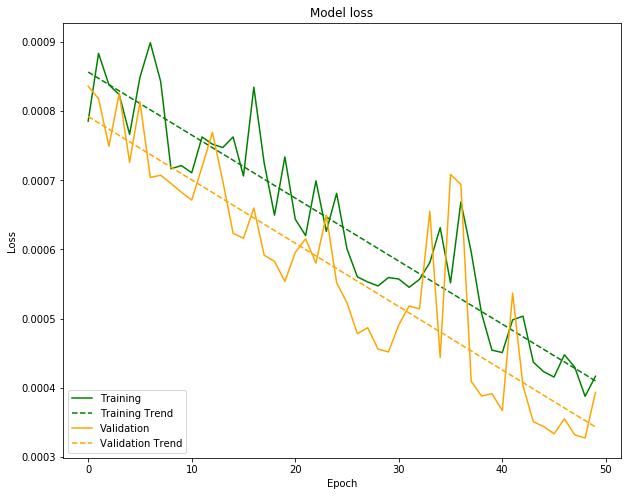 Model loss
Loss
0.0009
0.0008
0.0007
0.0006
0.0005
0.0004
0.0003
Training
Training Trend
Validation
Validation Trend
0
10
20
30
40
50
Epoch